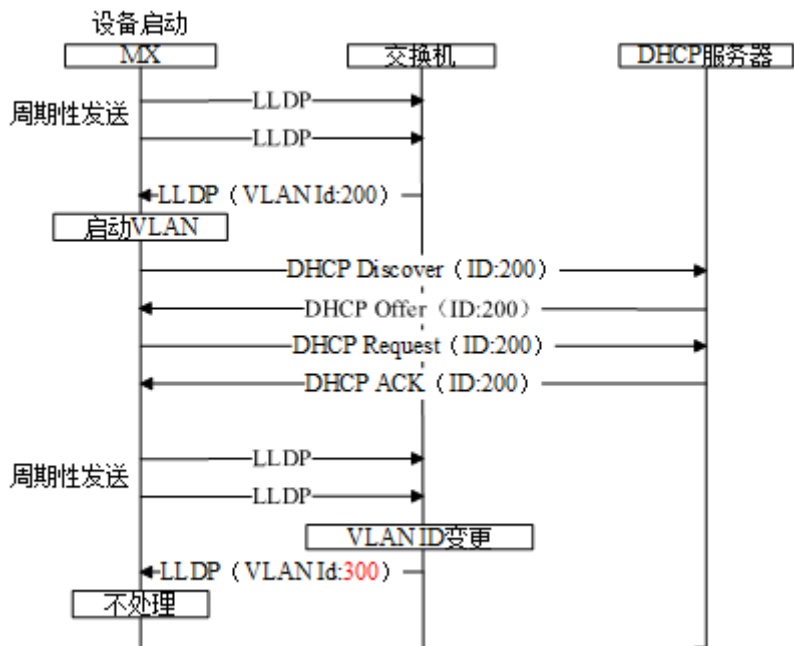 设备启动
MX
交换机
DHCP服务器
周期性发送
LLDP
LLDP
LLDP（VLAN Id:200）
启动VLAN
DHCP Discover（ID:200）
DHCP Offer（ID:200）
DHCP Request（ID:200）
DHCP ACK（ID:200）
周期性发送
LLDP
LLDP
VLAN ID变更
LLDP（VLAN Id:300）
不处理